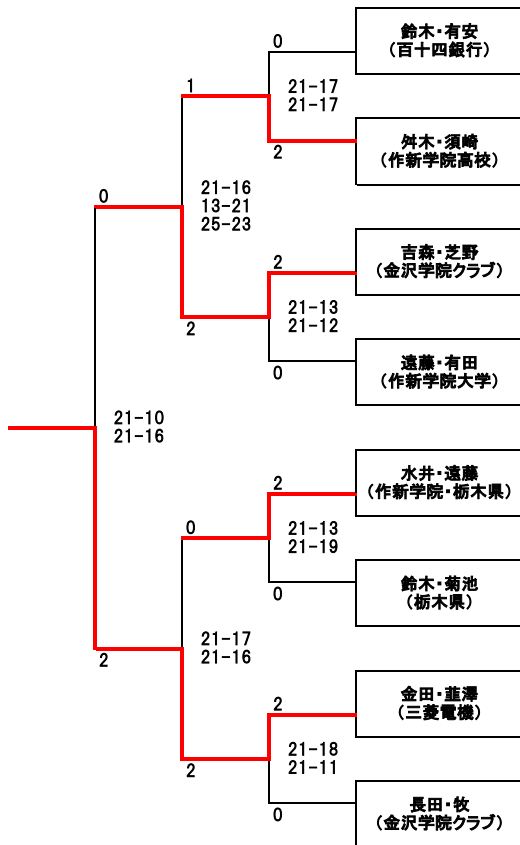 0
鈴木・有安
(百十四銀行)
1
21-17
21-17
2
舛木・須崎
(作新学院高校)
0
21-16
13-21
25-23
2
吉森・芝野
(金沢学院クラブ)
2
21-13
21-12
0
遠藤・有田
(作新学院大学)
21-10
21-16
2
水井・遠藤
(作新学院・栃木県)
0
21-13
21-19
0
鈴木・菊池
(栃木県)
2
21-17
21-16
2
金田・韮澤
(三菱電機)
2
21-18
21-11
0
長田・牧
(金沢学院クラブ)